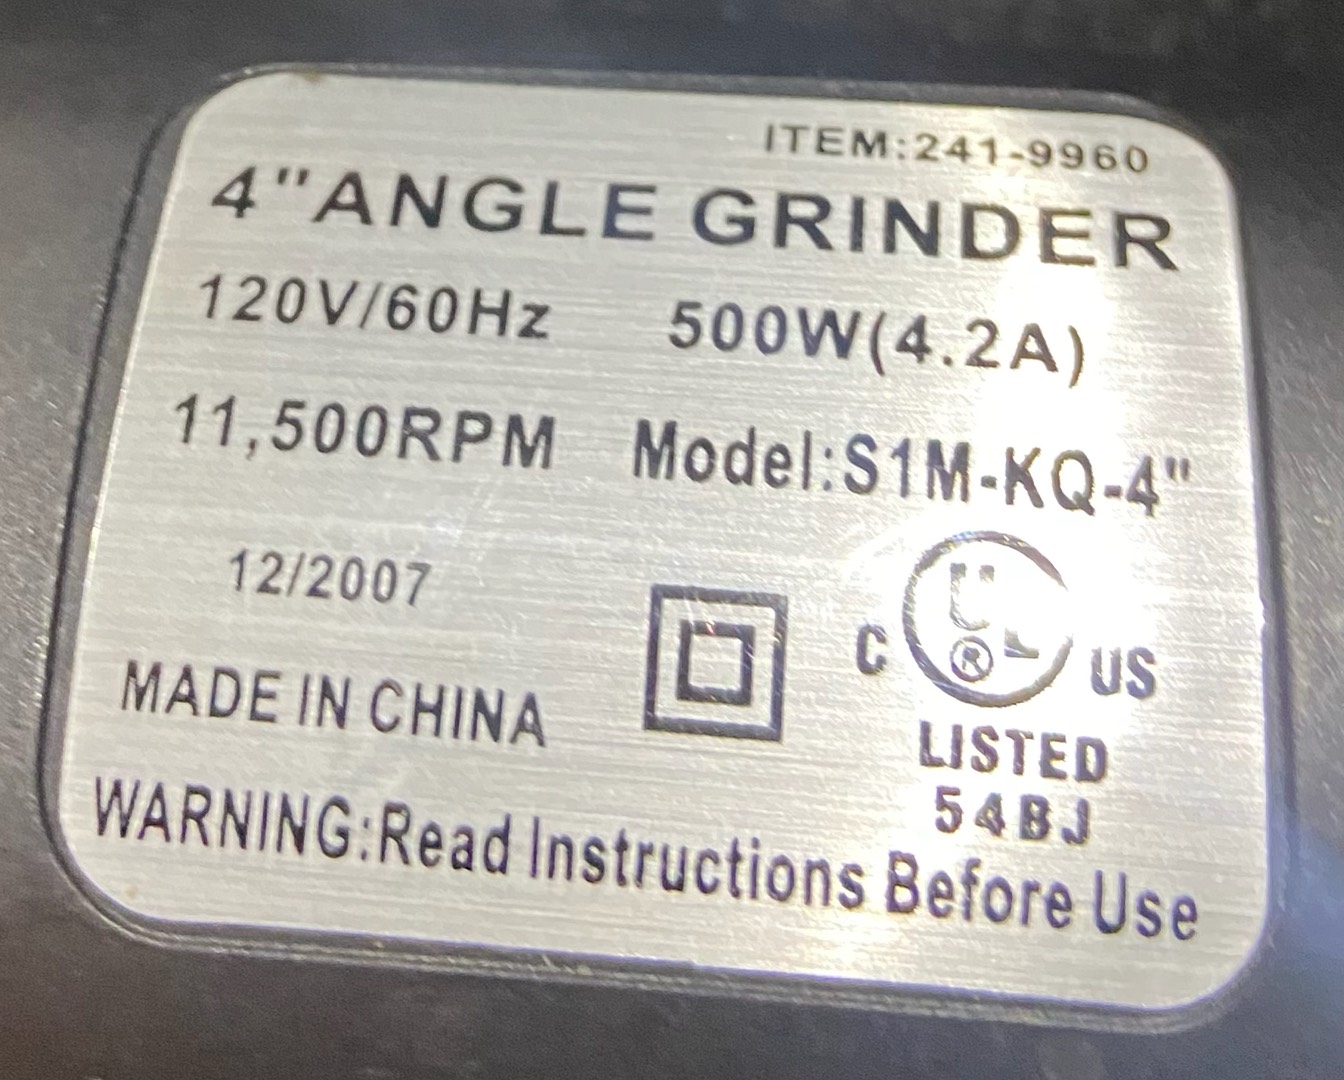 ITEM:241-9960
4"ANGLE GRINDER
120V/60Hz 500W(4.2A)
11,500RPM Model:S1M-KQ-4"
12/2007
C UL ® US
MADE IN CHINA
LISTED
54BJ
WARNING:Read Instructions Before Use